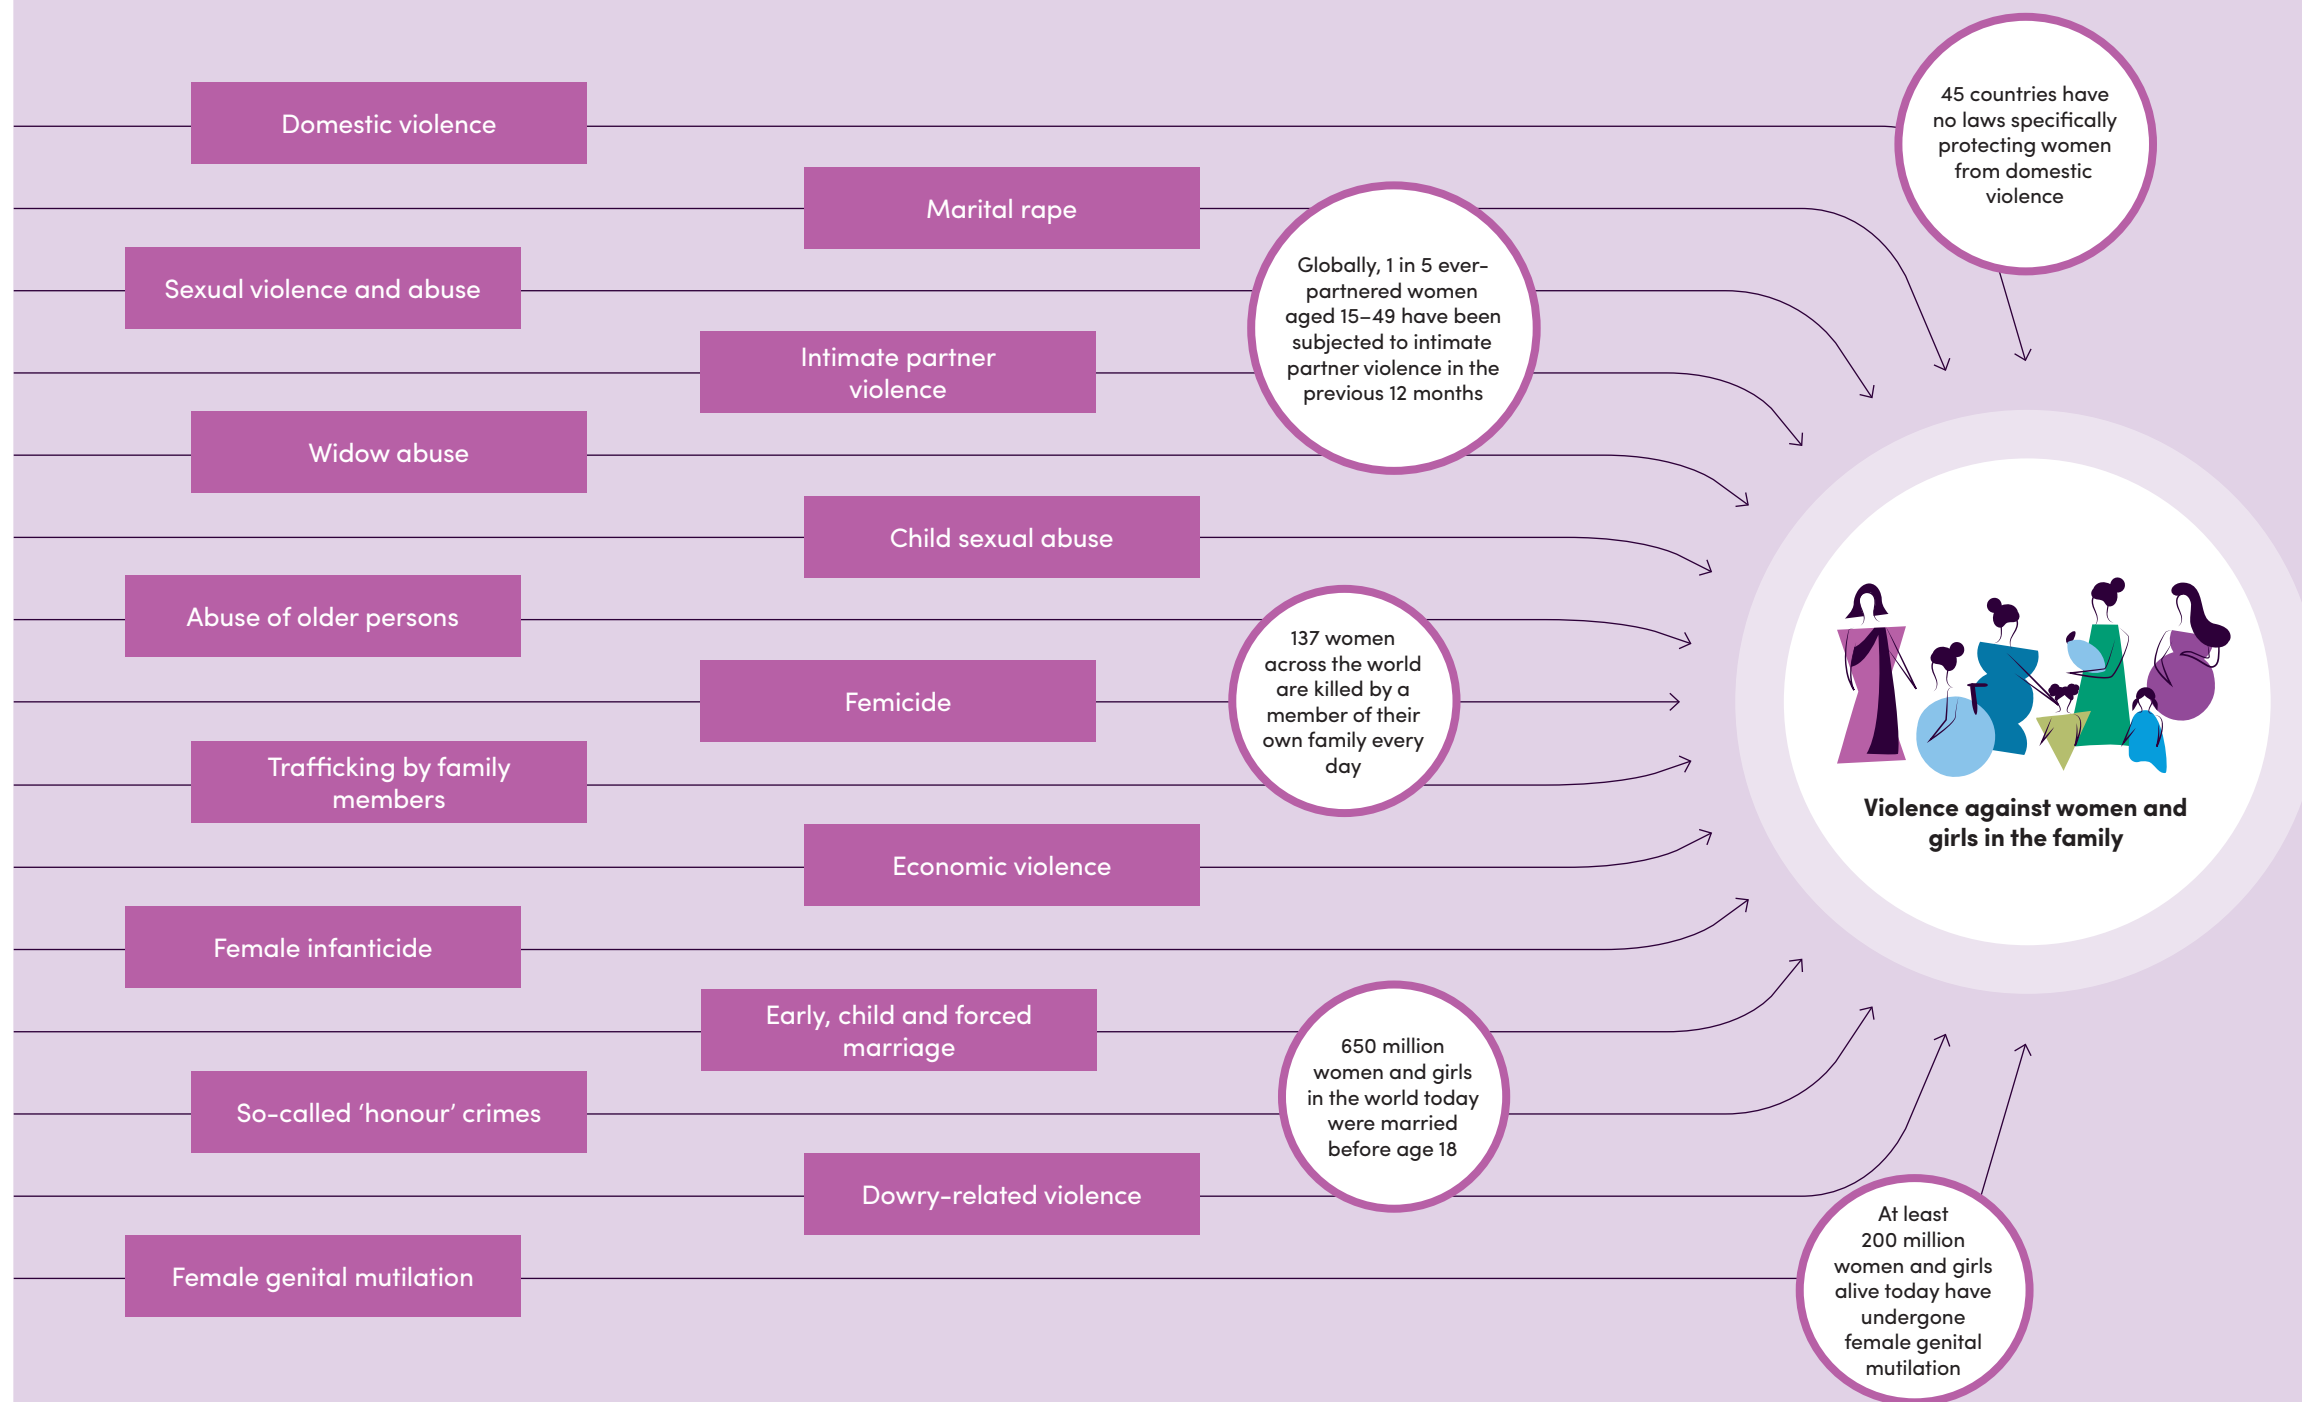 Domestic violence
Marital rape
Sexual violence and abuse
Intimate partner
violence
Widow abuse
Child sexual abuse
Abuse of older persons
Femicide
Trafficking by family
members
Economic violence
Female infanticide
Early, child and forced
marriage
So-called ‘honour’ crimes
Dowry-related violence
Female genital mutilation
45 countries have
no laws specifically
protecting women
from domestic
violence
Globally, 1 in 5 ever-
partnered women
aged 15–49 have been
subjected to intimate
partner violence in the
previous 12 months
137 women
across the world
are killed by a
member of their
own family every
day
650 million
women and girls
in the world today
were married
before age 18
At least
200 million
women and girls
alive today have
undergone
female genital
mutilation
Violence against women and
girls in the family